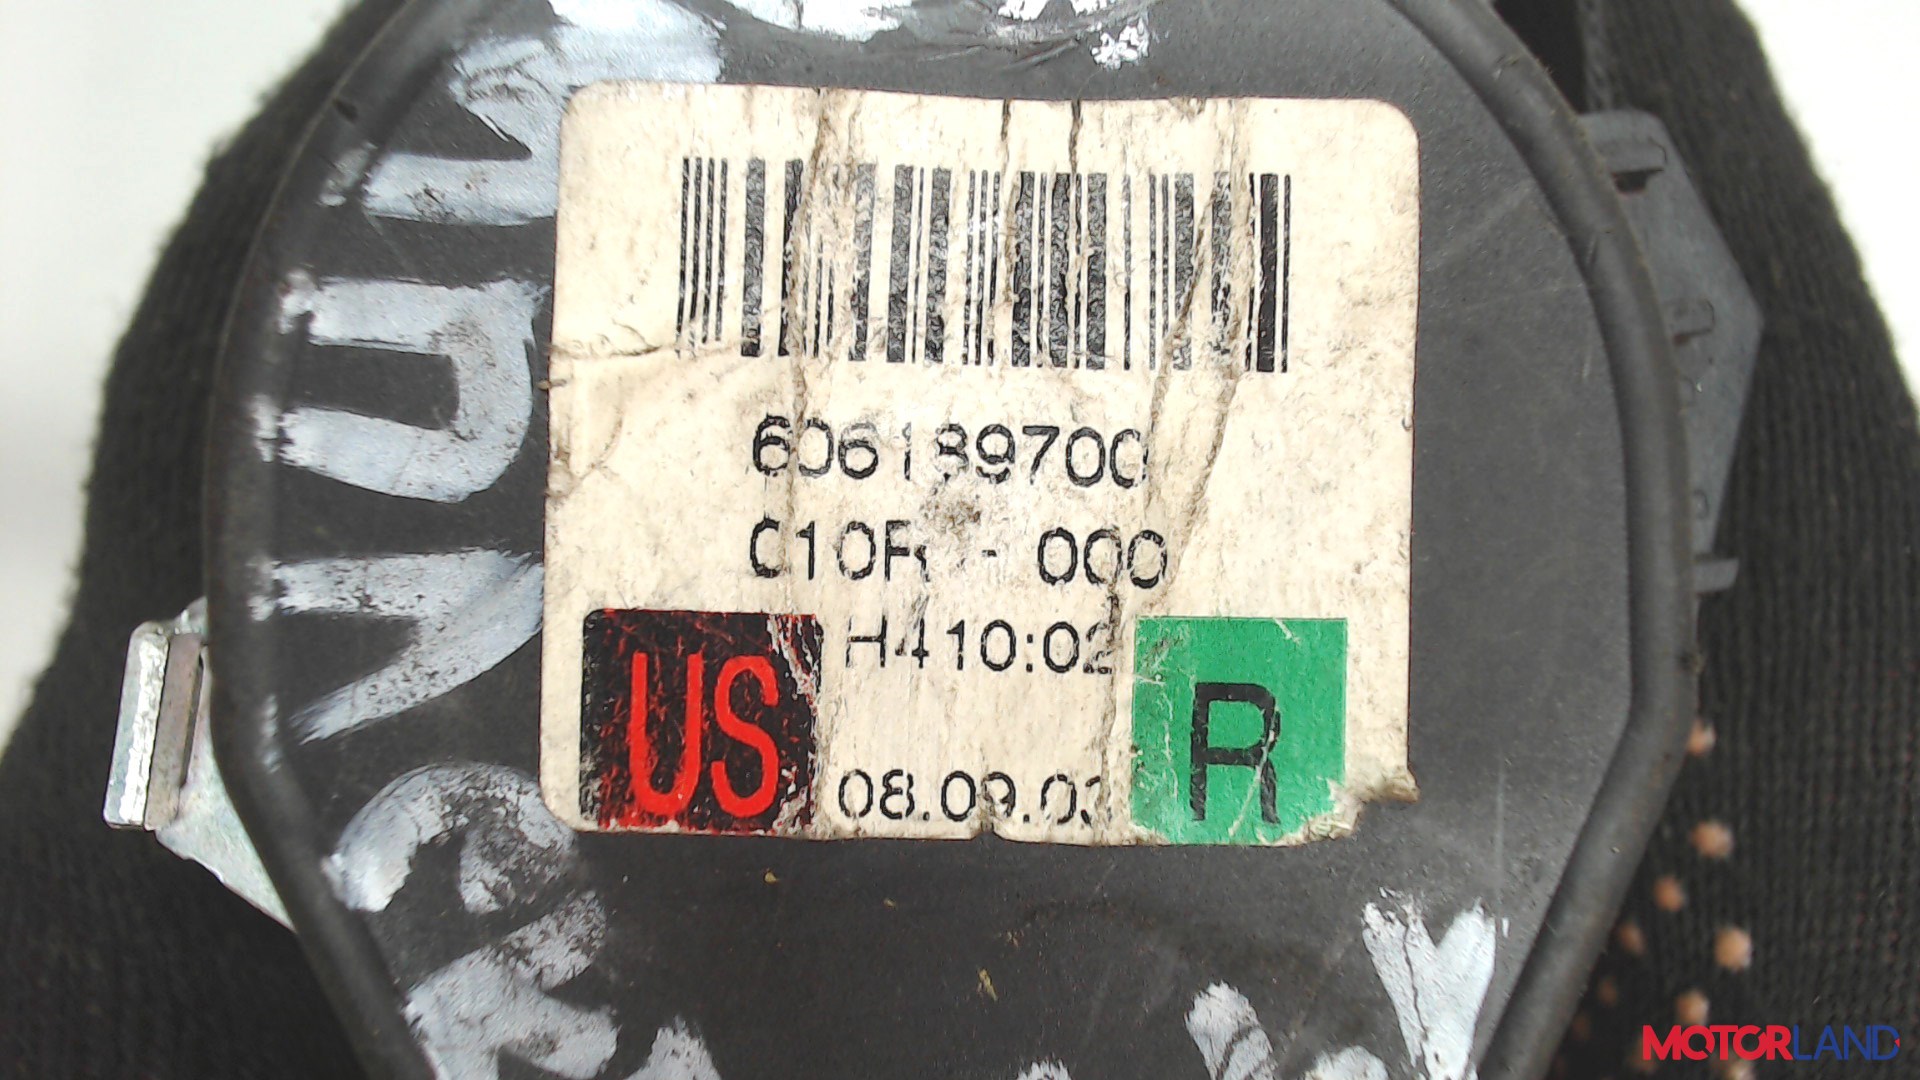 606189700
C10R - 000
H410:02
US
R
08.09.03
MOTORLAND